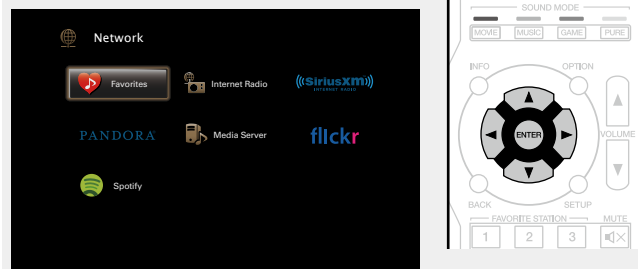 Network
Favorites
Internet Radio
((SiriusXM))
INTERNET RADIO
PANDORA
Media Server
flickr
Spotify
SOUND MODE
MOVIE MUSIC GAME PURE
INFO OPTION
ENTER
VOLUME
BACK SETUP
FAVORITE STATION MUTE
1 2 3